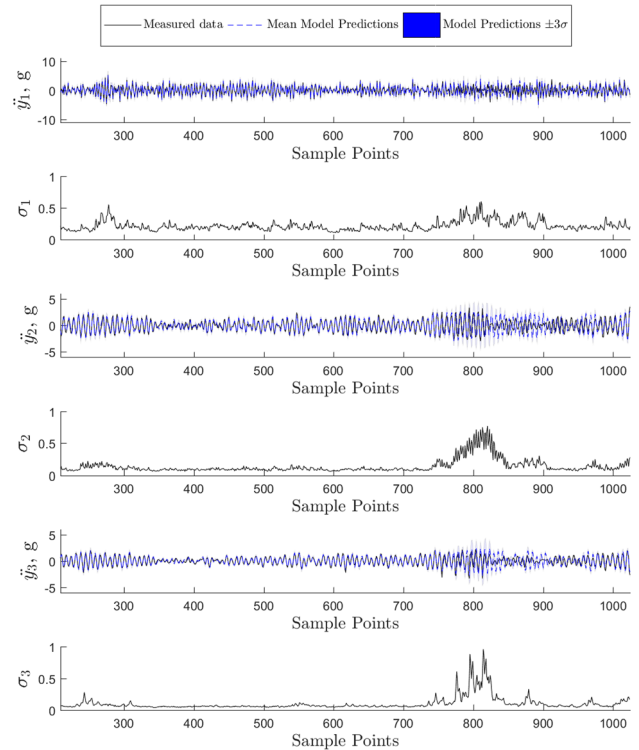 Measured data Mean Model Predictions Model Predictions ±3σ
10
0
-10
ÿ₁, g
300 400 500 600 700 800 900 1000
Sample Points
1
0.5
0
σ₁
300 400 500 600 700 800 900 1000
Sample Points
5
0
-5
ÿ₂, g
300 400 500 600 700 800 900 1000
Sample Points
1
0.5
0
σ₂
300 400 500 600 700 800 900 1000
Sample Points
5
0
-5
ÿ₃, g
300 400 500 600 700 800 900 1000
Sample Points
1
0.5
0
σ₃
300 400 500 600 700 800 900 1000
Sample Points